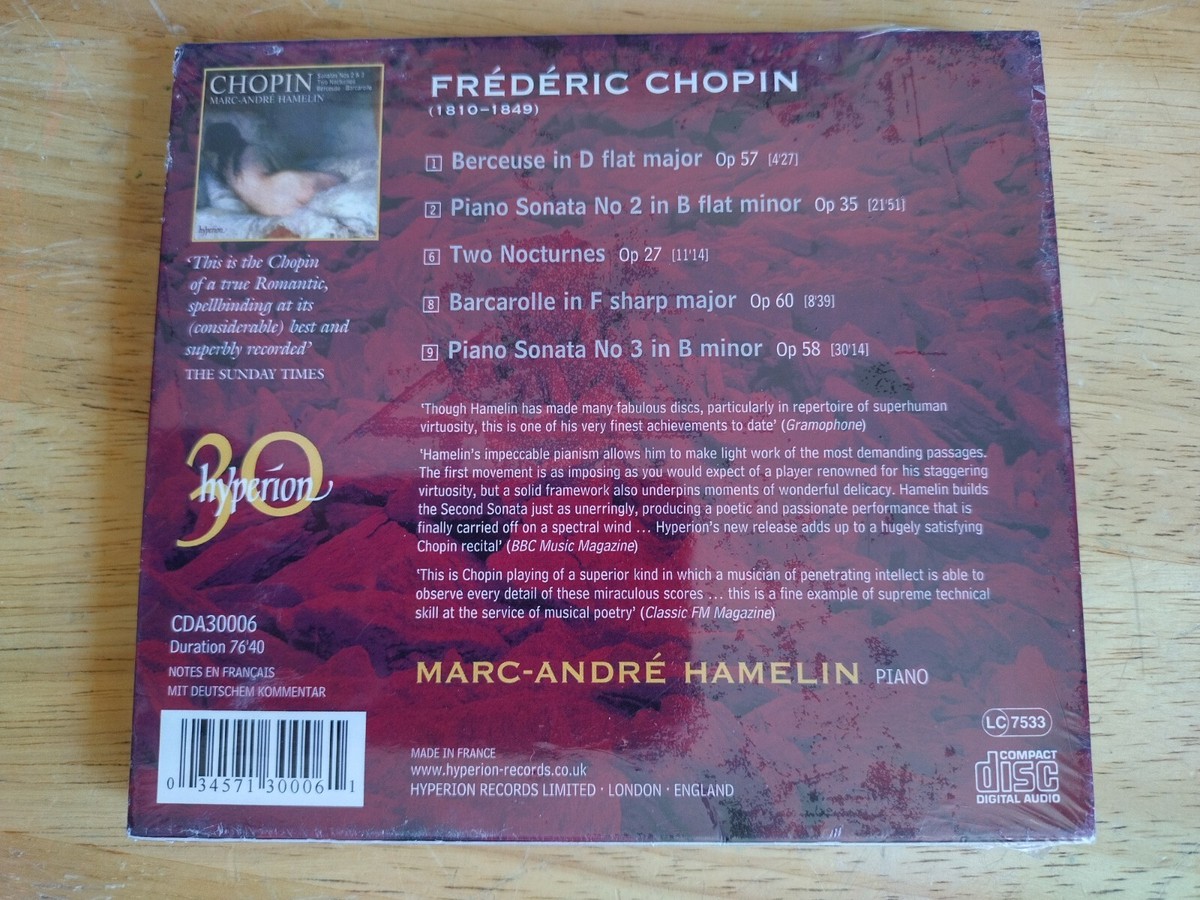 CHOPIN
Sonatas Nos 2 & 3
Two Nocturnes
Berceuse · Barcarolle
MARC-ANDRÉ HAMELIN
hyperion
'This is the Chopin
of a true Romantic,
spellbinding at its
(considerable) best and
superbly recorded'
THE SUNDAY TIMES
30
hyperion
CDA30006
Duration 76'40
NOTES EN FRANÇAIS
MIT DEUTSCHEM KOMMENTAR
0 34571 30006 1
FRÉDÉRIC CHOPIN
(1810–1849)
1 Berceuse in D flat major Op 57 [4'27]
2 Piano Sonata No 2 in B flat minor Op 35 [21'51]
6 Two Nocturnes Op 27 [11'14]
8 Barcarolle in F sharp major Op 60 [8'39]
9 Piano Sonata No 3 in B minor Op 58 [30'14]
'Though Hamelin has made many fabulous discs, particularly in repertoire of superhuman
virtuosity, this is one of his very finest achievements to date' (Gramophone)
'Hamelin's impeccable pianism allows him to make light work of the most demanding passages.
The first movement is as imposing as you would expect of a player renowned for his staggering
virtuosity, but a solid framework also underpins moments of wonderful delicacy. Hamelin builds
the Second Sonata just as unerringly, producing a poetic and passionate performance that is
finally carried off on a spectral wind … Hyperion's new release adds up to a hugely satisfying
Chopin recital' (BBC Music Magazine)
'This is Chopin playing of a superior kind in which a musician of penetrating intellect is able to
observe every detail of these miraculous scores … this is a fine example of supreme technical
skill at the service of musical poetry' (Classic FM Magazine)
MARC-ANDRÉ HAMELIN PIANO
MADE IN FRANCE
www.hyperion-records.co.uk
HYPERION RECORDS LIMITED · LONDON · ENGLAND
LC 7533
COMPACT
disc
DIGITAL AUDIO